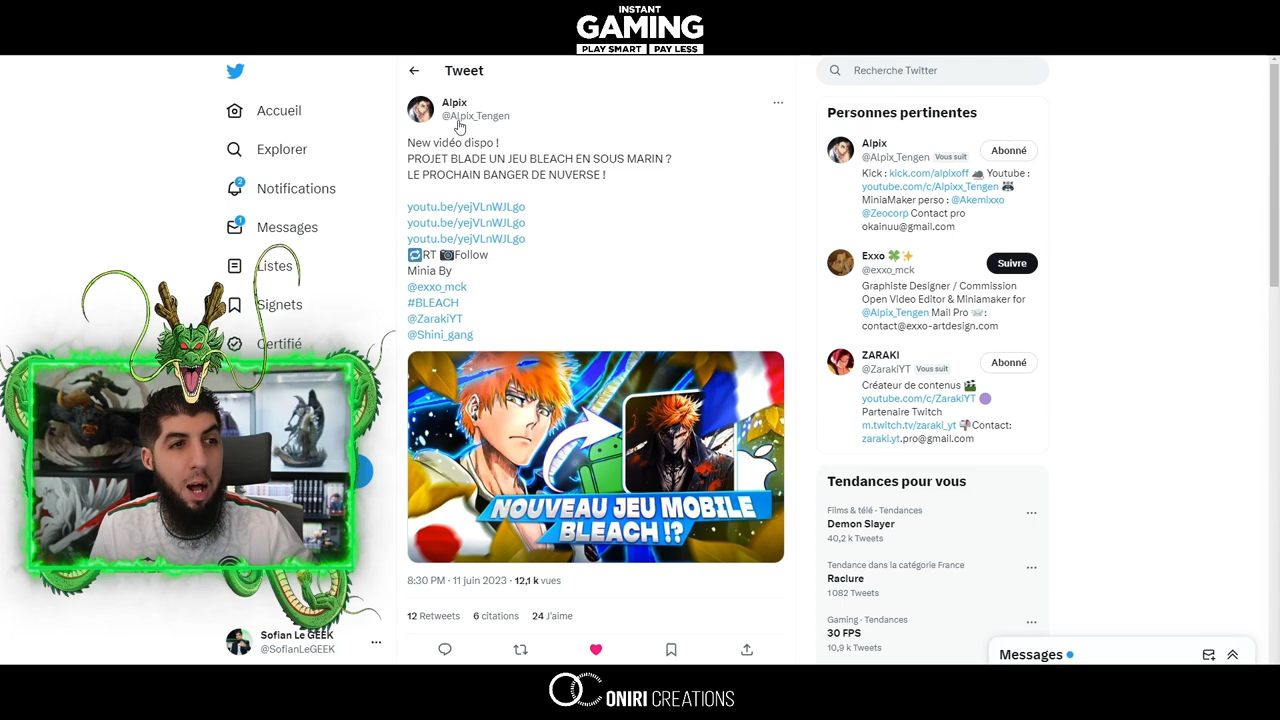 INSTANT
GAMING
PLAY SMART | PAY LESS
Accueil
Explorer
2
Notifications
1
Messages
Listes
Signets
Certifié
Sofian Le GEEK
@SofianLeGEEK
Tweet
Alpix
@Alpix_Tengen
New vidéo dispo !
PROJET BLADE UN JEU BLEACH EN SOUS MARIN ?
LE PROCHAIN BANGER DE NUVERSE !
youtu.be/yejVLnWJLgo
youtu.be/yejVLnWJLgo
youtu.be/yejVLnWJLgo
RT Follow
Minia By
@exxo_mck
#BLEACH
@ZarakiYT
@Shini_gang
NOUVEAU JEU MOBILE
BLEACH !?
8:30 PM · 11 juin 2023 · 12,1 k vues
12 Retweets 6 citations 24 J'aime
Recherche Twitter
Personnes pertinentes
Alpix
@Alpix_Tengen Vous suit
Abonné
Kick : kick.com/alpixoff Youtube :
youtube.com/c/Alpixx_Tengen
MiniaMaker perso : @Akemixxo
@Zeocorp Contact pro
okainuu@gmail.com
Exxo
@exxo_mck
Suivre
Graphiste Designer / Commission
Open Video Editor & Miniamaker for
@Alpix_Tengen Mail Pro :
contact@exxo-artdesign.com
ZARAKI
@ZarakiYT Vous suit
Abonné
Créateur de contenus
youtube.com/c/ZarakiYT
Partenaire Twitch
m.twitch.tv/zaraki_yt Contact:
zaraki.yt.pro@gmail.com
Tendances pour vous
Films & télé · Tendances
Demon Slayer
40,2 k Tweets
Tendance dans la catégorie France
Raclure
1 082 Tweets
Gaming · Tendances
30 FPS
10,9 k Tweets
Messages
OC ONIRI CREATIONS